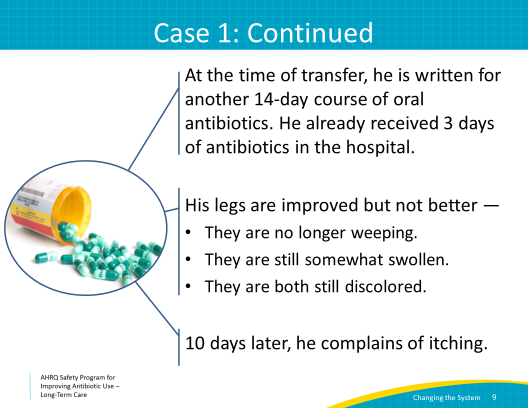 Case 1: Continued
At the time of transfer, he is written for
another 14-day course of oral
antibiotics. He already received 3 days
of antibiotics in the hospital.
His legs are improved but not better —
• They are no longer weeping.
• They are still somewhat swollen.
• They are both still discolored.
10 days later, he complains of itching.
AHRQ Safety Program for
Improving Antibiotic Use –
Long-Term Care
Changing the System 9